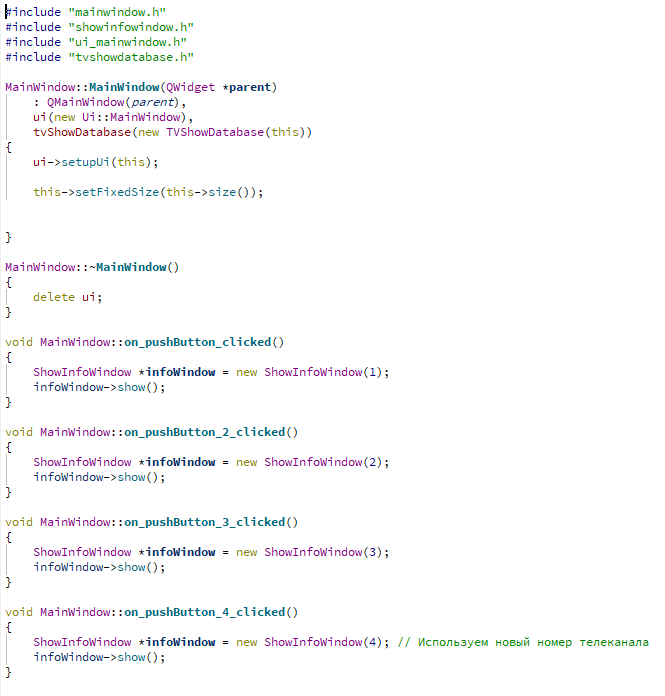 #include "mainwindow.h"
#include "showinfowindow.h"
#include "ui_mainwindow.h"
#include "tvshowdatabase.h"

MainWindow::MainWindow(QWidget *parent)
    : QMainWindow(parent),
    ui(new Ui::MainWindow),
    tvShowDatabase(new TVShowDatabase(this))
{
    ui->setupUi(this);

    this->setFixedSize(this->size());


}

MainWindow::~MainWindow()
{
    delete ui;
}

void MainWindow::on_pushButton_clicked()
{
    ShowInfoWindow *infoWindow = new ShowInfoWindow(1);
    infoWindow->show();
}

void MainWindow::on_pushButton_2_clicked()
{
    ShowInfoWindow *infoWindow = new ShowInfoWindow(2);
    infoWindow->show();
}

void MainWindow::on_pushButton_3_clicked()
{
    ShowInfoWindow *infoWindow = new ShowInfoWindow(3);
    infoWindow->show();
}

void MainWindow::on_pushButton_4_clicked()
{
    ShowInfoWindow *infoWindow = new ShowInfoWindow(4); // Используем новый номер телеканала
    infoWindow->show();
}